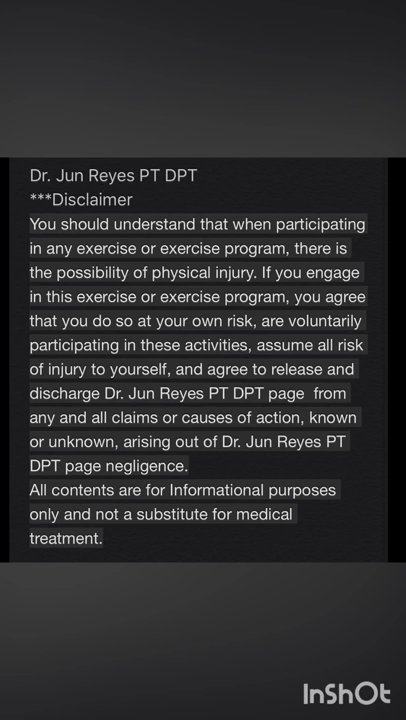 Dr. Jun Reyes PT DPT
***Disclaimer
You should understand that when participating
in any exercise or exercise program, there is
the possibility of physical injury. If you engage
in this exercise or exercise program, you agree
that you do so at your own risk, are voluntarily
participating in these activities, assume all risk
of injury to yourself, and agree to release and
discharge Dr. Jun Reyes PT DPT page  from
any and all claims or causes of action, known
or unknown, arising out of Dr. Jun Reyes PT
DPT page negligence.
All contents are for Informational purposes
only and not a substitute for medical
treatment.
InShOt